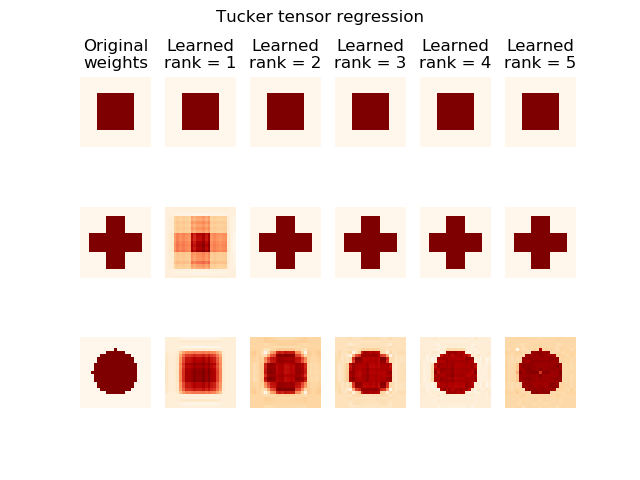 Tucker tensor regression
Original weights
Learned rank = 1
Learned rank = 2
Learned rank = 3
Learned rank = 4
Learned rank = 5